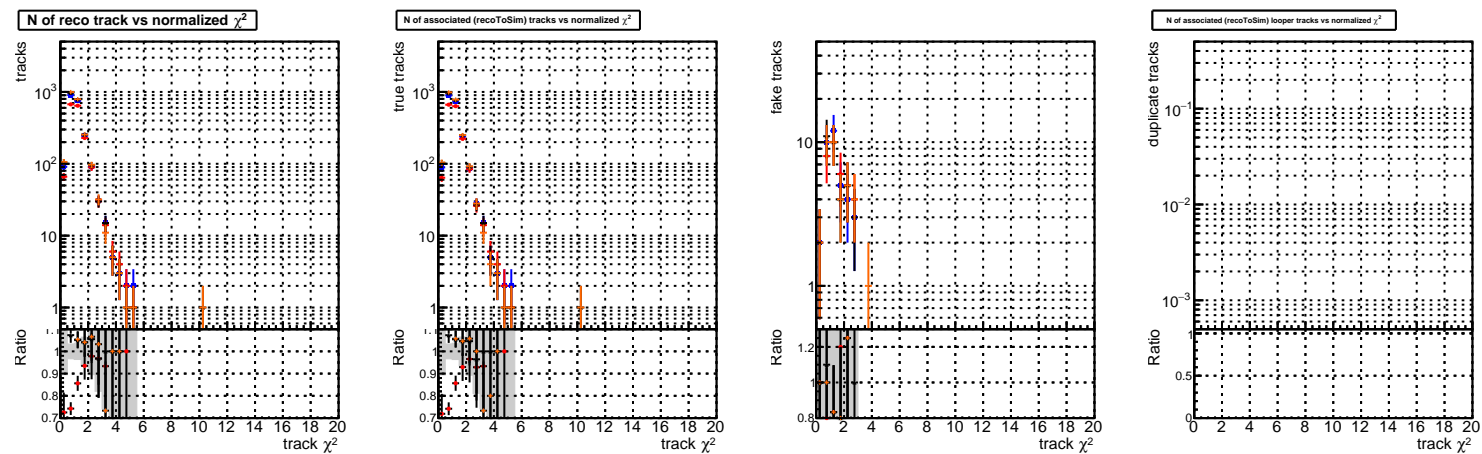 N of reco track vs normalized χ²
tracks
10³
10²
10
1
Ratio
1.1
1
0.9
0.8
0.7
0 2 4 6 8 10 12 14 16 18 20
track χ²
N of associated (recoToSim) tracks vs normalized χ²
true tracks
10³
10²
10
1
Ratio
1.1
1
0.9
0.8
0.7
0 2 4 6 8 10 12 14 16 18 20
track χ²
fake tracks
10
1
Ratio
1.2
1
0.8
0 2 4 6 8 10 12 14 16 18 20
track χ²
N of associated (recoToSim) looper tracks vs normalized χ²
duplicate tracks
10⁻¹
10⁻²
10⁻³
Ratio
1
0.5
0
0 2 4 6 8 10 12 14 16 18 20
track χ²